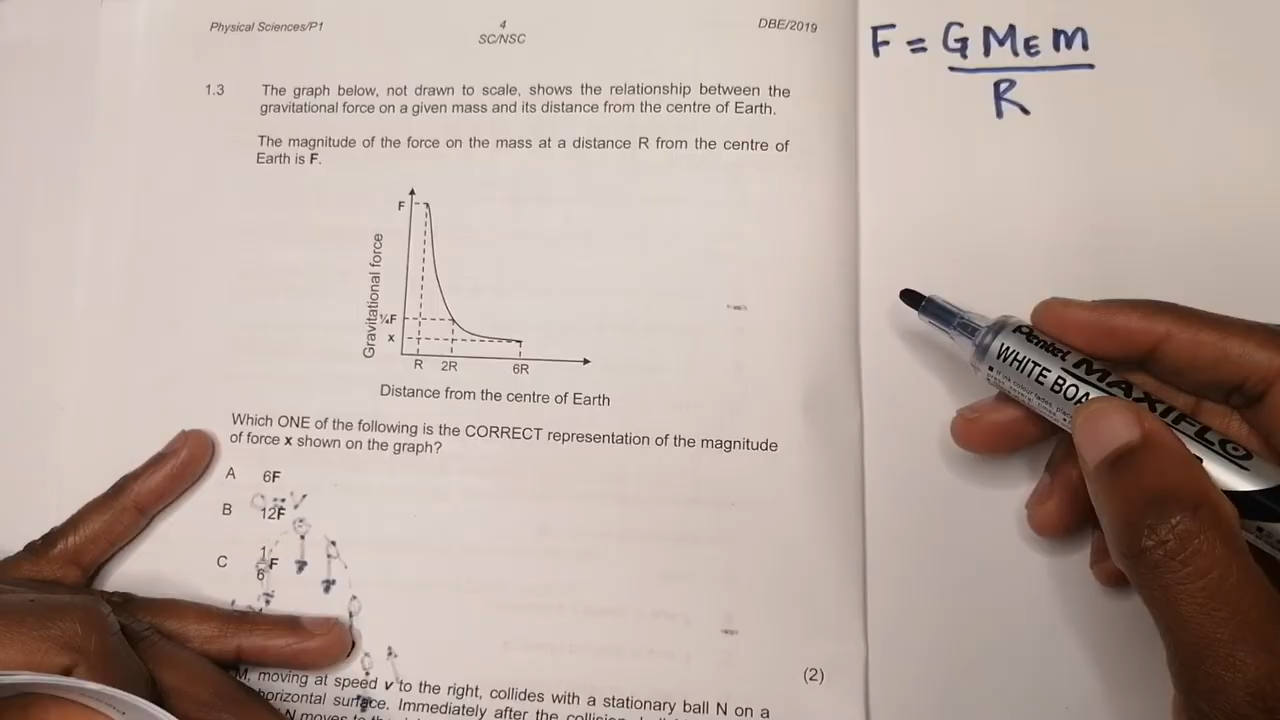 Physical Sciences/P1
4
SC/NSC
DBE/2019
1.3 The graph below, not drawn to scale, shows the relationship between the
gravitational force on a given mass and its distance from the centre of Earth.
The magnitude of the force on the mass at a distance R from the centre of
Earth is F.
F
¼F
x
Gravitational force
R 2R 6R
Distance from the centre of Earth
Which ONE of the following is the CORRECT representation of the magnitude
of force x shown on the graph?
A 6F
B 12F
C 1/6 F
(2)
M, moving at speed v to the right, collides with a stationary ball N on a
horizontal surface. Immediately after the
N moves
F = G ME m
R
Pentel MAXIFLO
WHITE